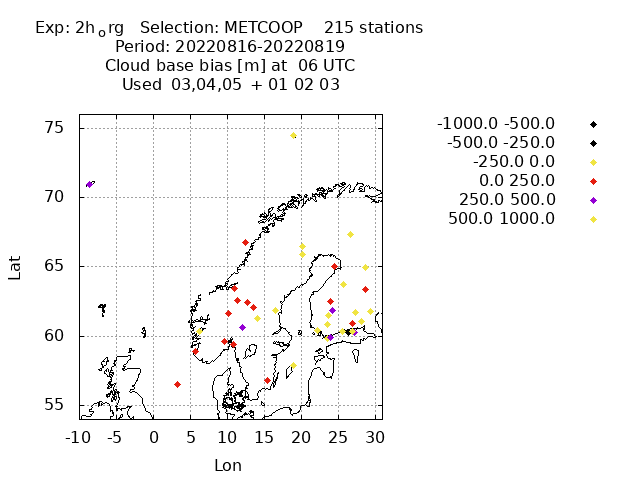 Exp: 2h_org Selection: METCOOP 215 stations
Period: 20220816-20220819
Cloud base bias [m] at 06 UTC
Used 03,04,05 + 01 02 03
-1000.0 -500.0
-500.0 -250.0
-250.0 0.0
0.0 250.0
250.0 500.0
500.0 1000.0
75
70
65
60
55
Lat
-10 -5 0 5 10 15 20 25 30
Lon